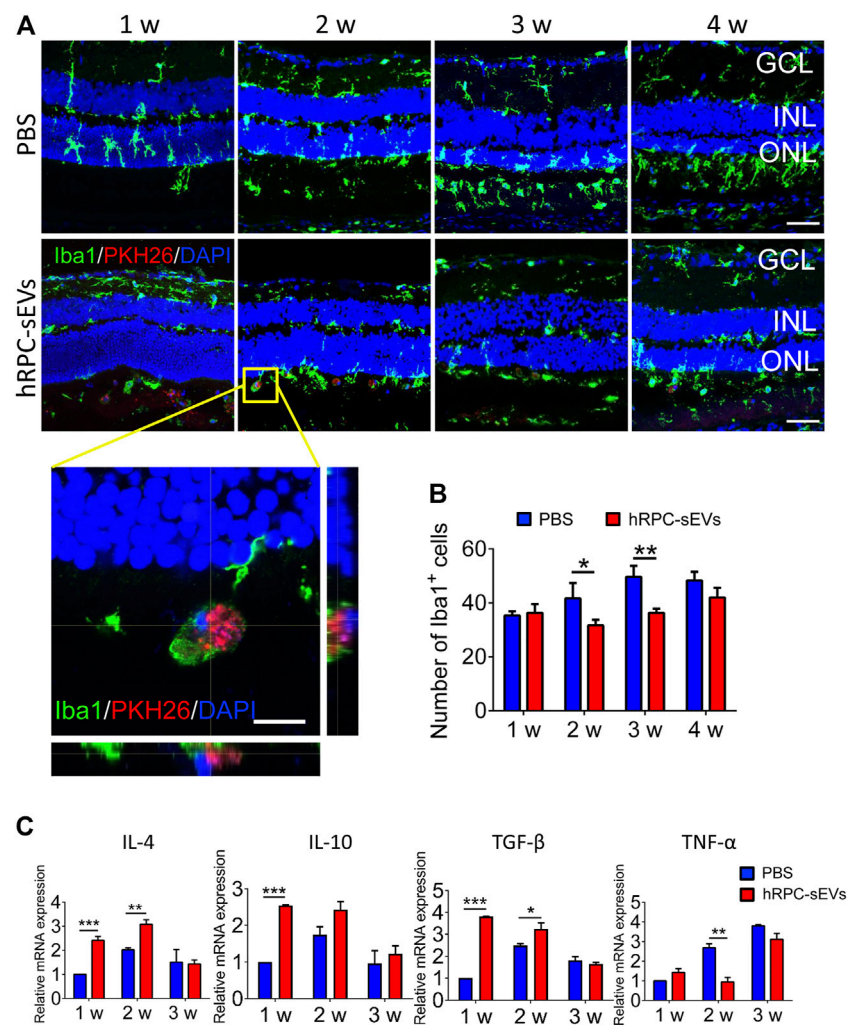 A
1 w 2 w 3 w 4 w
PBS
GCL
INL
ONL
hRPC-sEVs
Iba1/PKH26/DAPI
GCL
INL
ONL
Iba1/PKH26/DAPI
B
PBS hRPC-sEVs
Number of Iba1+ cells
60
40
20
0
* **
1 w 2 w 3 w 4 w
C
IL-4
Relative mRNA expression
4
3
2
1
0
*** **
1 w 2 w 3 w
IL-10
Relative mRNA expression
3
2
1
0
***
1 w 2 w 3 w
TGF-β
Relative mRNA expression
5
4
3
2
1
0
*** *
1 w 2 w 3 w
TNF-α
PBS
hRPC-sEVs
Relative mRNA expression
5
4
3
2
1
0
**
1 w 2 w 3 w